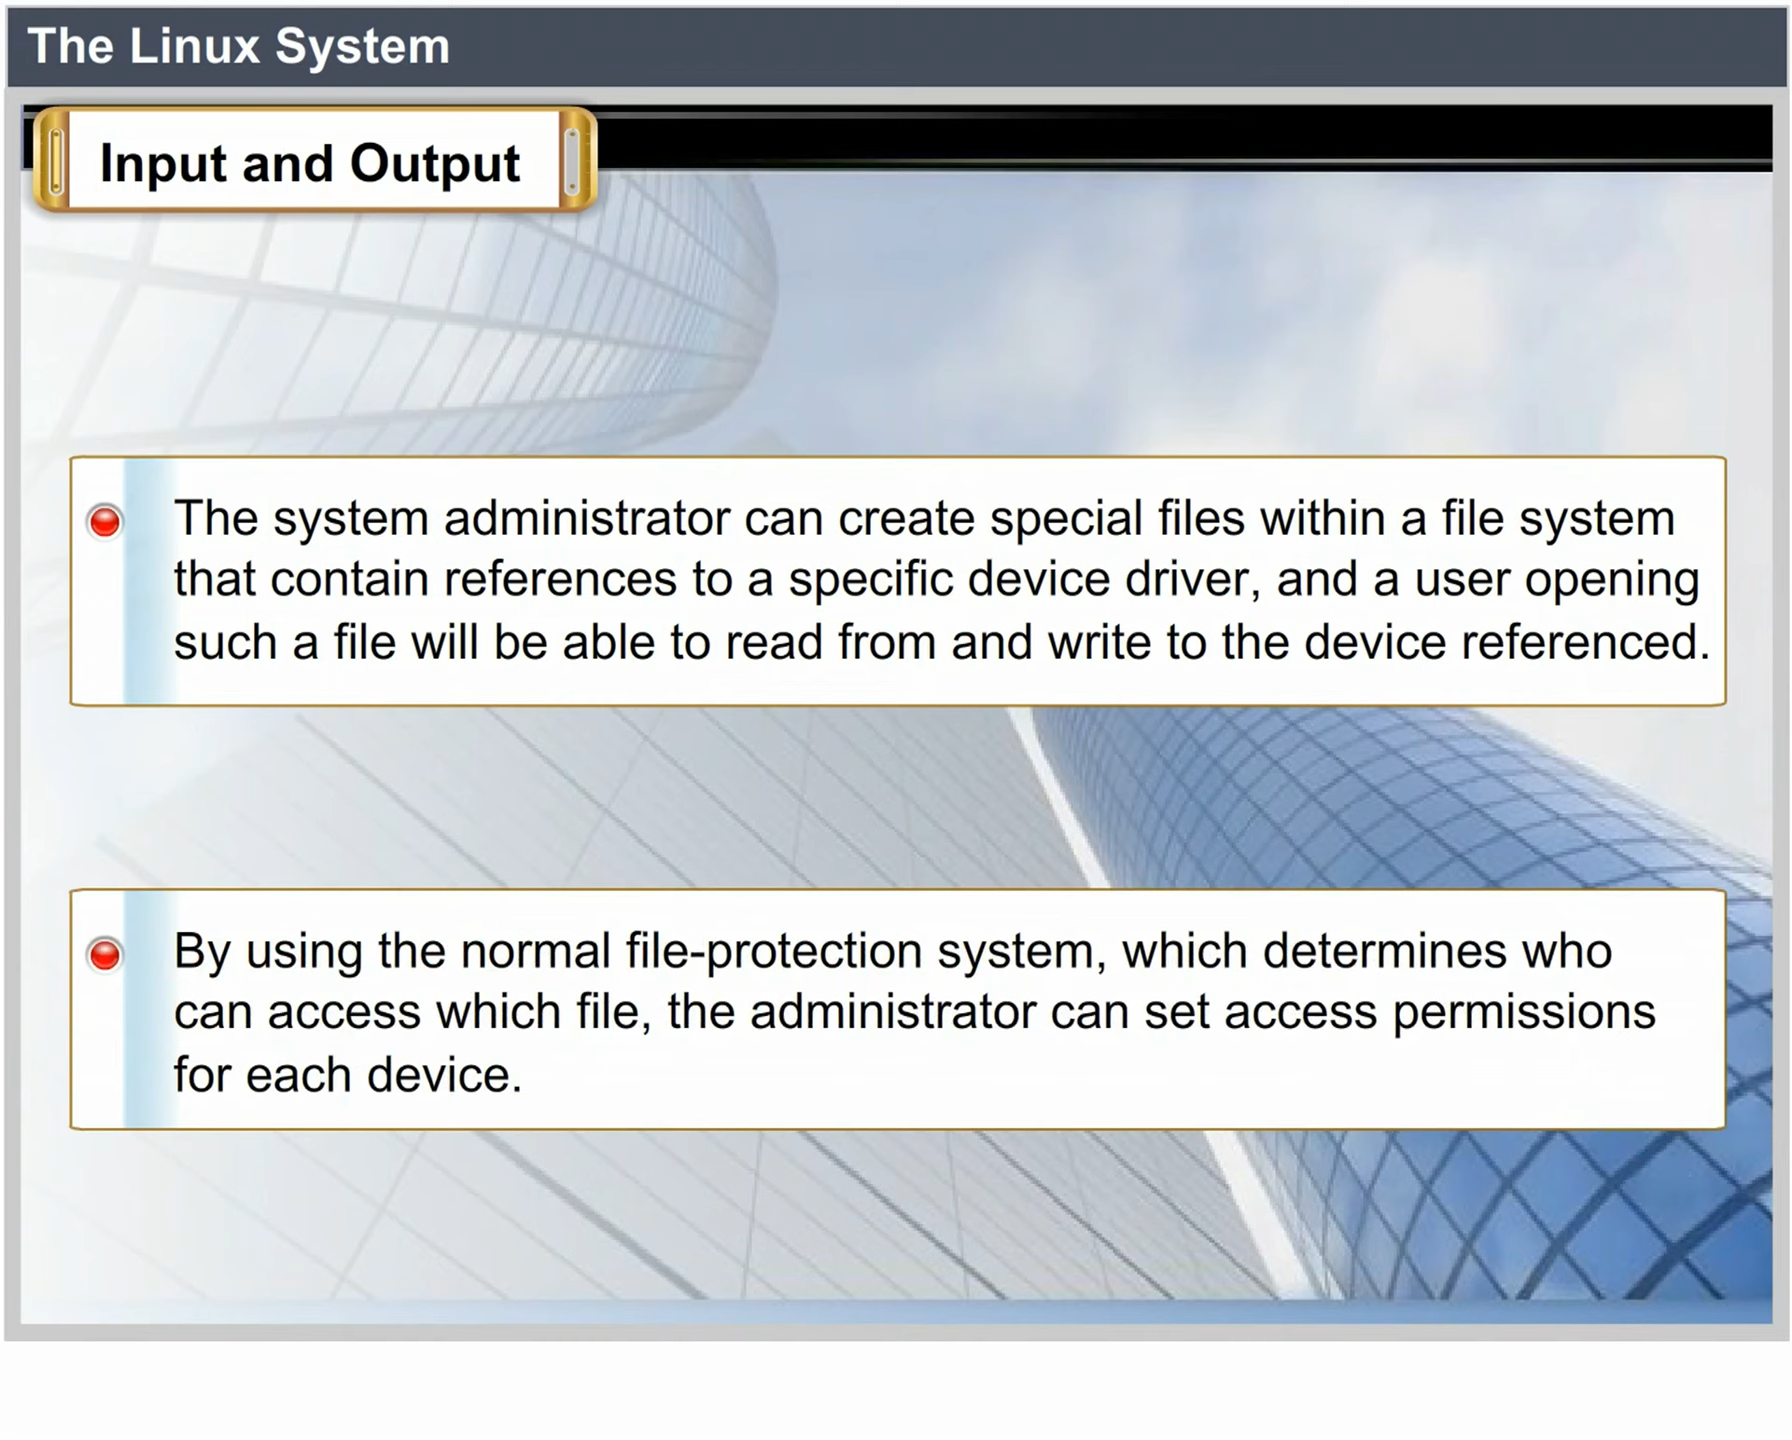 The Linux System
Input and Output
The system administrator can create special files within a file system
that contain references to a specific device driver, and a user opening
such a file will be able to read from and write to the device referenced.
By using the normal file-protection system, which determines who
can access which file, the administrator can set access permissions
for each device.